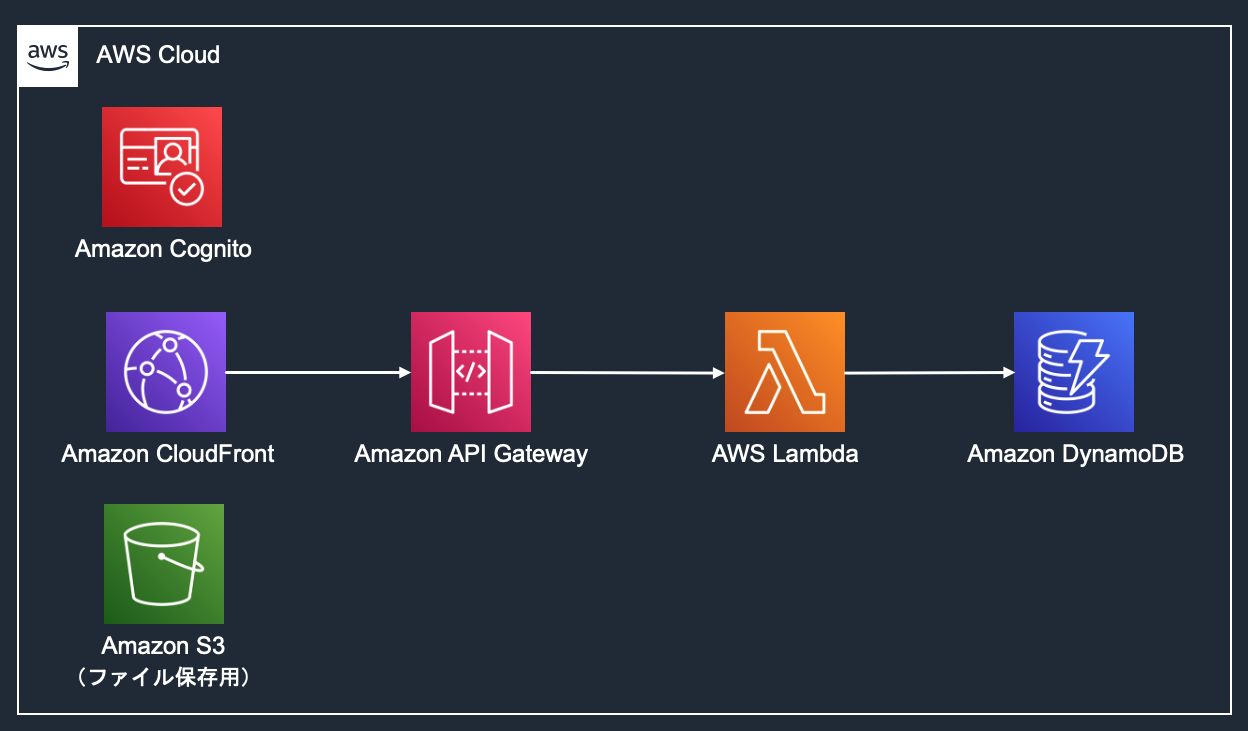 aws
AWS Cloud
Amazon Cognito
</>
Amazon CloudFront
Amazon API Gateway
AWS Lambda
Amazon DynamoDB
Amazon S3
（ファイル保存用）